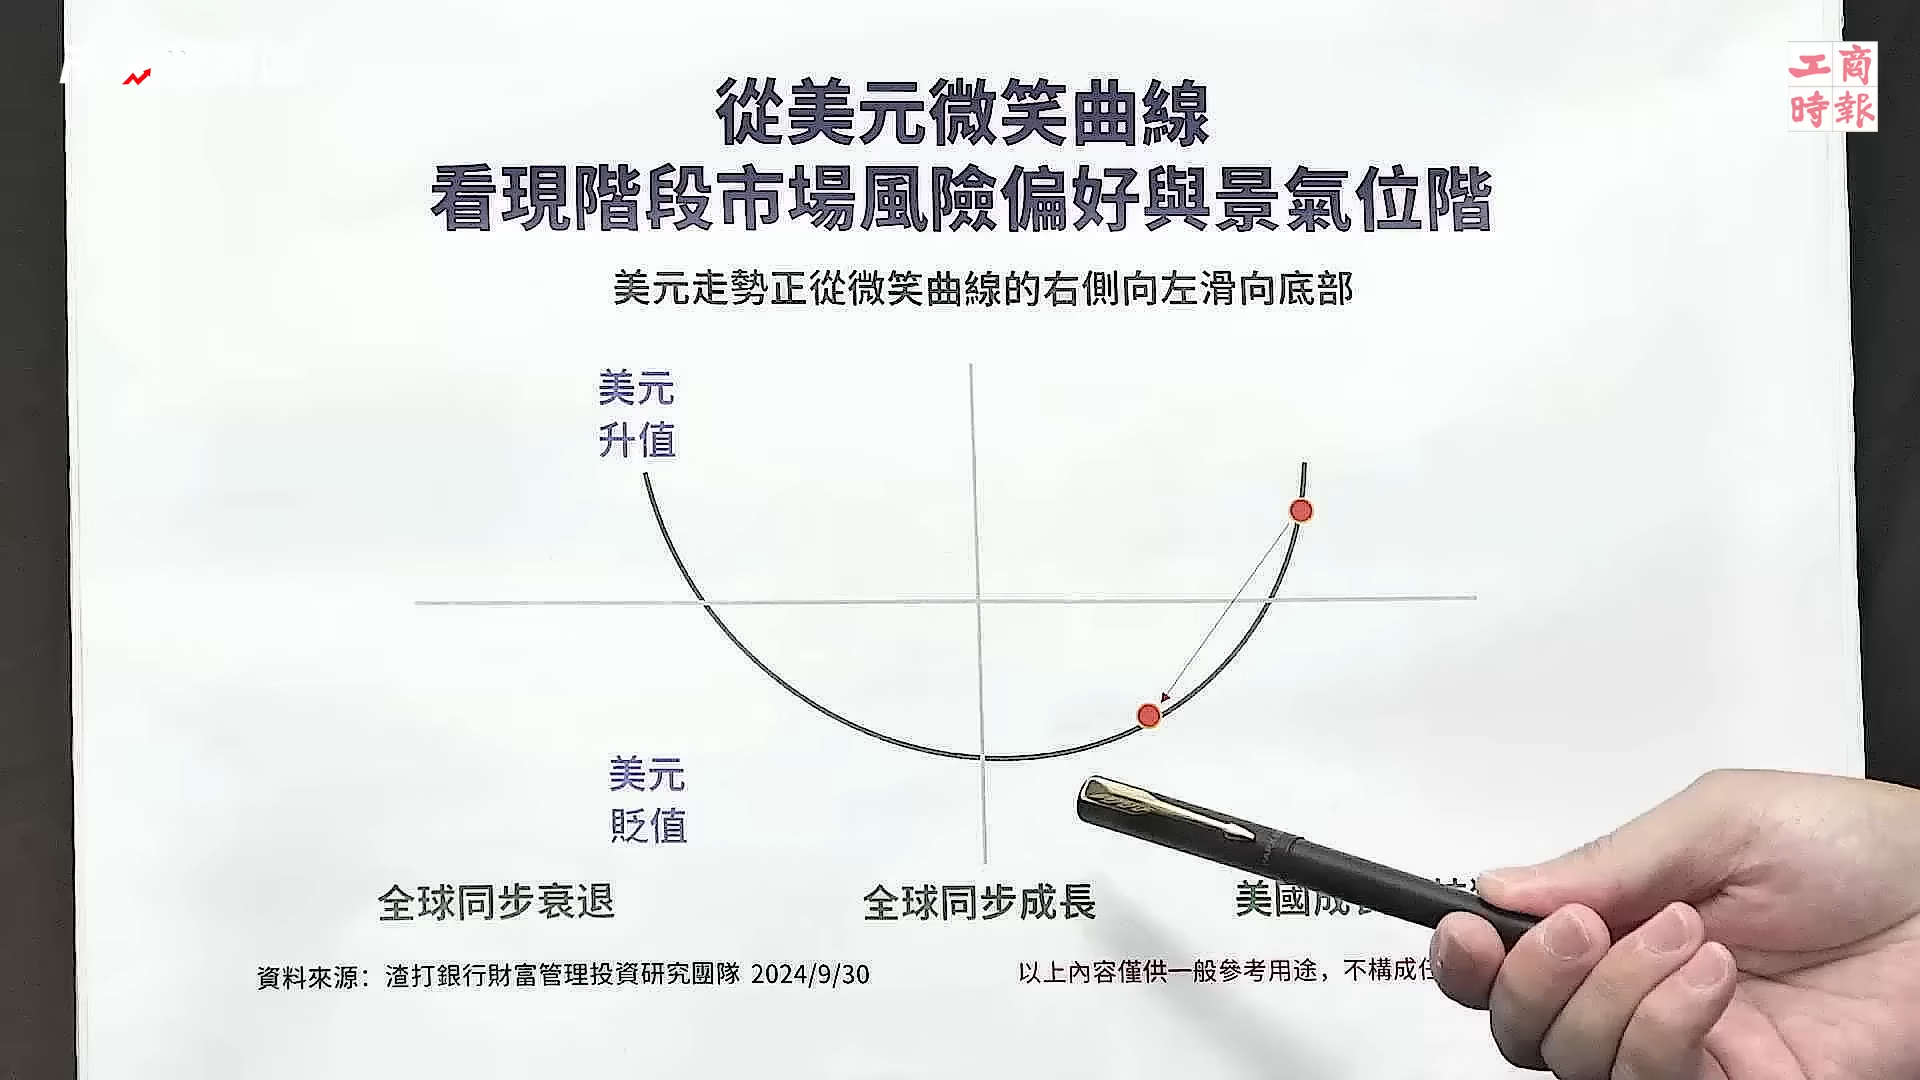 工商
時報
從美元微笑曲線
看現階段市場風險偏好與景氣位階
美元走勢正從微笑曲線的右側向左滑向底部
美元
升值
美元
貶值
全球同步衰退
全球同步成長
美國成長
資料來源：渣打銀行財富管理投資研究團隊 2024/9/30
以上內容僅供一般參考用途，不構成任